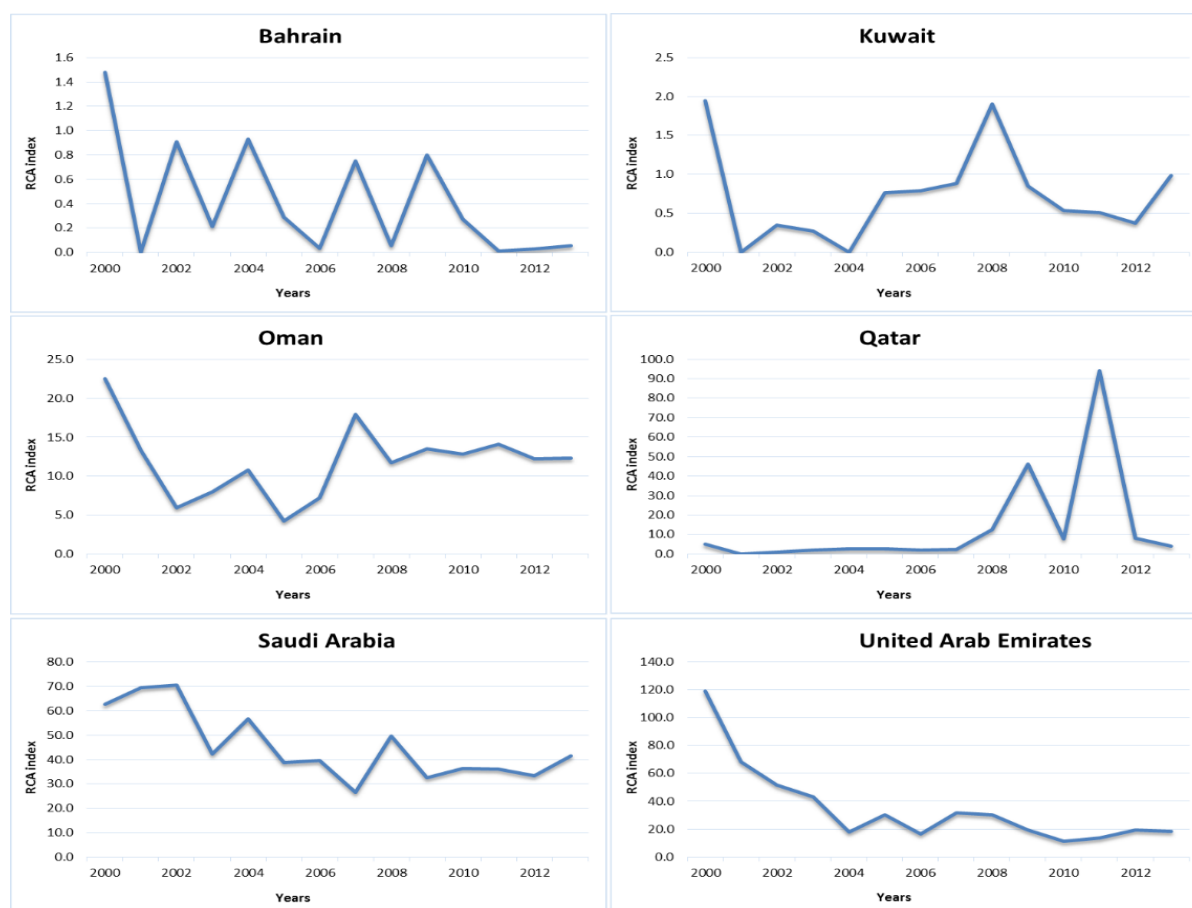 Bahrain
1.6
1.4
1.2
1.0
0.8
0.6
0.4
0.2
0.0
RCA index
2000 2002 2004 2006 2008 2010 2012
Years
Kuwait
2.5
2.0
1.5
1.0
0.5
0.0
RCA index
2000 2002 2004 2006 2008 2010 2012
Years
Oman
25.0
20.0
15.0
10.0
5.0
0.0
RCA index
2000 2002 2004 2006 2008 2010 2012
Years
Qatar
100.0
90.0
80.0
70.0
60.0
50.0
40.0
30.0
20.0
10.0
0.0
RCA index
2000 2002 2004 2006 2008 2010 2012
Years
Saudi Arabia
80.0
70.0
60.0
50.0
40.0
30.0
20.0
10.0
0.0
RCA index
2000 2002 2004 2006 2008 2010 2012
Years
United Arab Emirates
140.0
120.0
100.0
80.0
60.0
40.0
20.0
0.0
RCA index
2000 2002 2004 2006 2008 2010 2012
Years